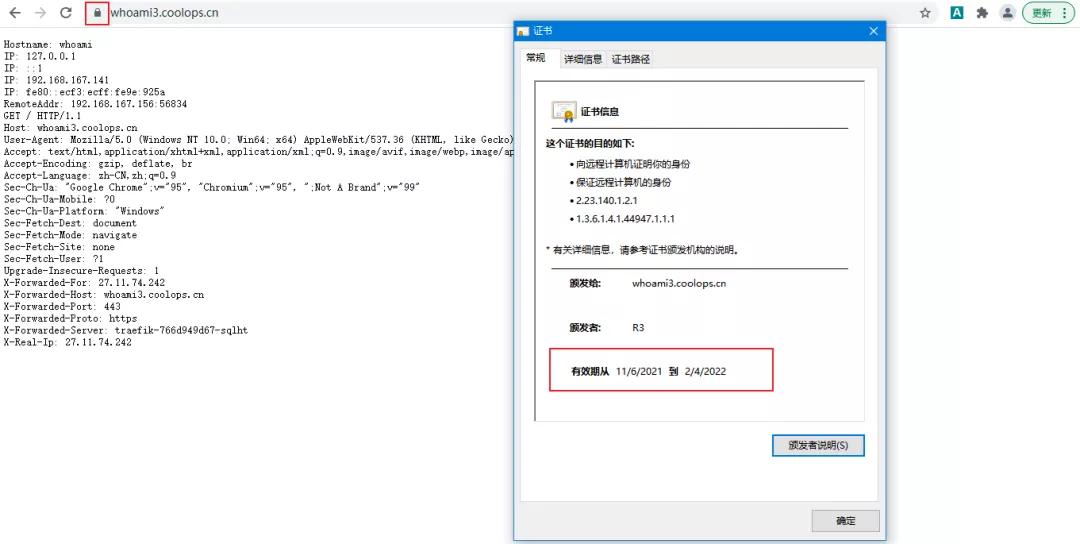 whoami3.coolops.cn
A
更新
Hostname: whoami
IP: 127.0.0.1
IP: ::1
IP: 192.168.167.141
IP: fe80::ecf3:ecff:fe9e:925a
RemoteAddr: 192.168.167.156:56834
GET / HTTP/1.1
Host: whoami3.coolops.cn
User-Agent: Mozilla/5.0 (Windows NT 10.0; Win64; x64) AppleWebKit/537.36 (KHTML, like Gecko)
Accept: text/html,application/xhtml+xml,application/xml;q=0.9,image/avif,image/webp,image/ap
Accept-Encoding: gzip, deflate, br
Accept-Language: zh-CN,zh;q=0.9
Sec-Ch-Ua: "Google Chrome";v="95", "Chromium";v="95", ";Not A Brand";v="99"
Sec-Ch-Ua-Mobile: ?0
Sec-Ch-Ua-Platform: "Windows"
Sec-Fetch-Dest: document
Sec-Fetch-Mode: navigate
Sec-Fetch-Site: none
Sec-Fetch-User: ?1
Upgrade-Insecure-Requests: 1
X-Forwarded-For: 27.11.74.242
X-Forwarded-Host: whoami3.coolops.cn
X-Forwarded-Port: 443
X-Forwarded-Proto: https
X-Forwarded-Server: traefik-766d949d67-sqlht
X-Real-Ip: 27.11.74.242
证书
常规 详细信息 证书路径
证书信息
这个证书的目的如下:
• 向远程计算机证明你的身份
• 保证远程计算机的身份
• 2.23.140.1.2.1
• 1.3.6.1.4.1.44947.1.1.1
* 有关详细信息，请参考证书颁发机构的说明。
颁发给: whoami3.coolops.cn
颁发者: R3
有效期从 11/6/2021 到 2/4/2022
颁发者说明(S)
确定